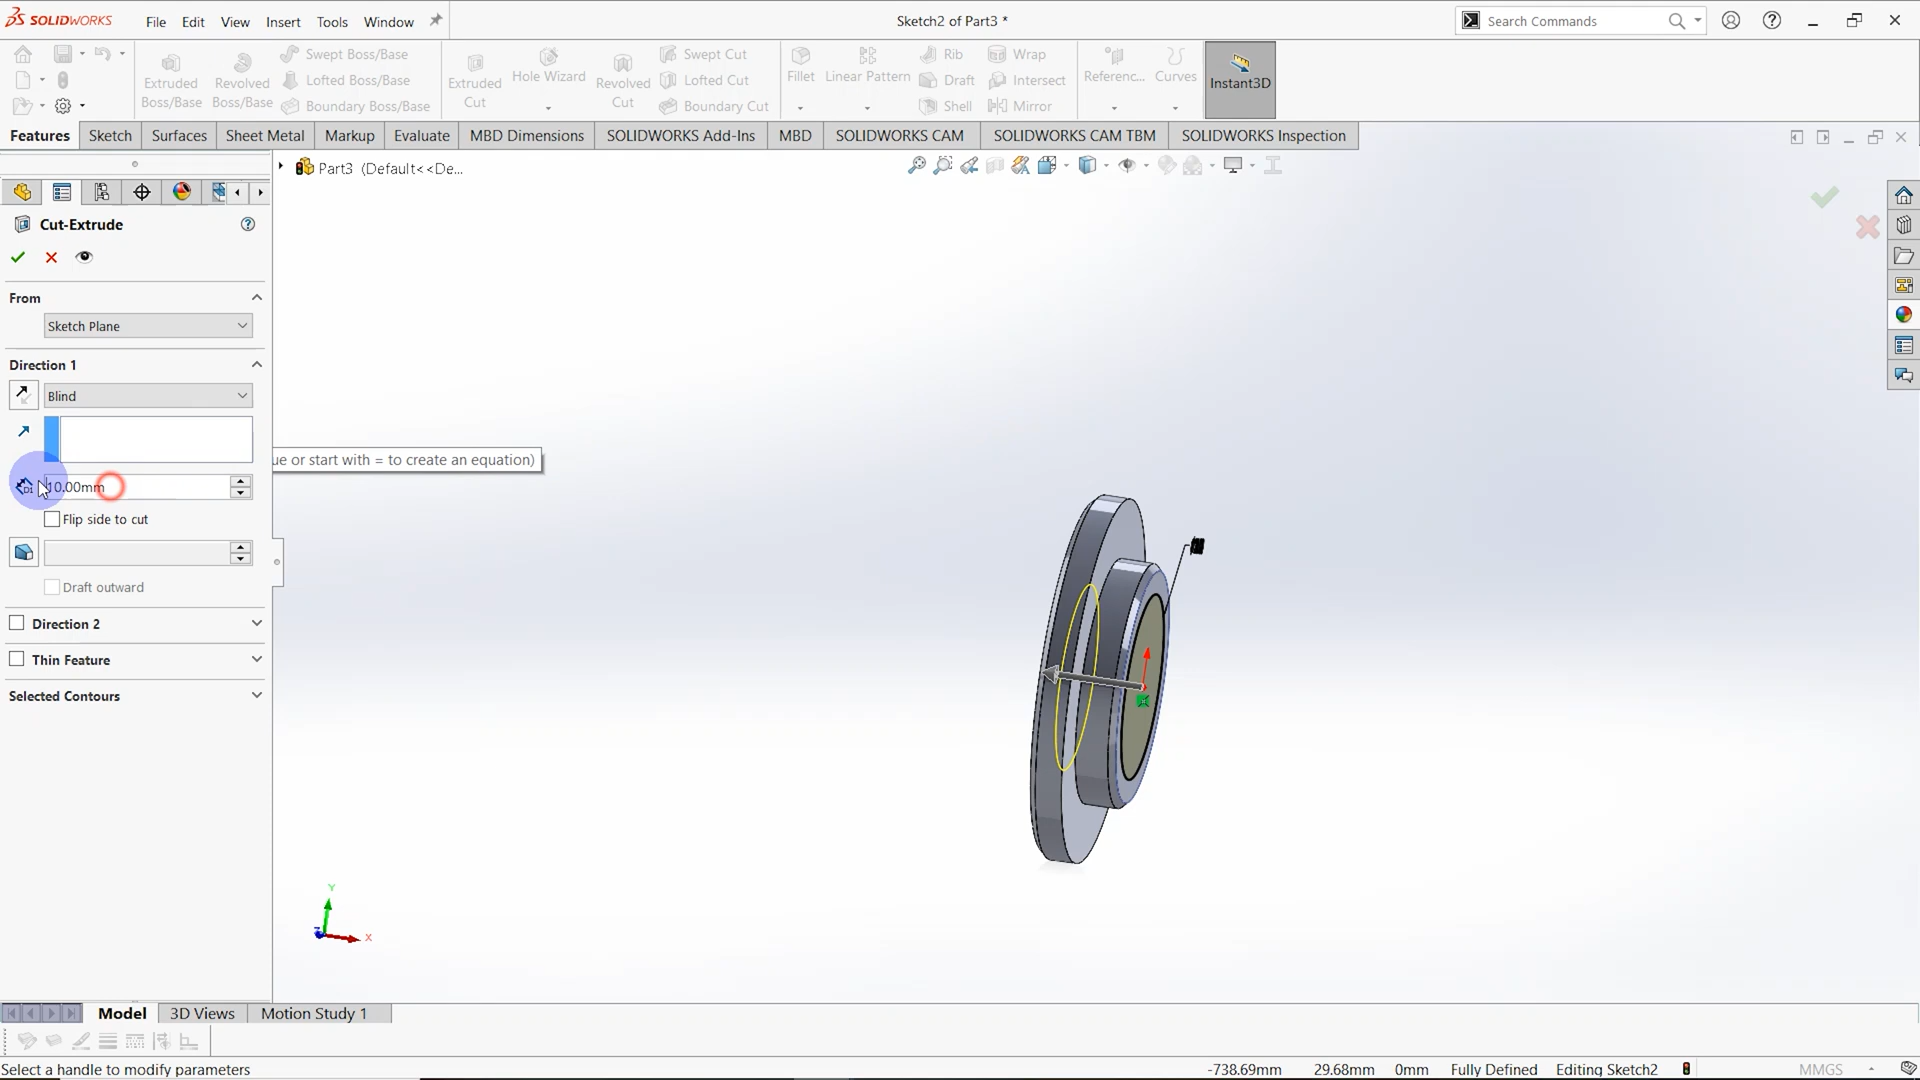 SOLIDWORKS File Edit View Insert Tools Window
Sketch2 of Part3 *
Search Commands
Extruded Boss/Base
Revolved Boss/Base
Swept Boss/Base
Lofted Boss/Base
Boundary Boss/Base
Extruded Cut
Hole Wizard
Revolved Cut
Swept Cut
Lofted Cut
Boundary Cut
Fillet
Linear Pattern
Rib
Draft
Shell
Wrap
Intersect
Mirror
Referenc...
Curves
Instant3D
Features Sketch Surfaces Sheet Metal Markup Evaluate MBD Dimensions SOLIDWORKS Add-Ins MBD SOLIDWORKS CAM SOLIDWORKS CAM TBM SOLIDWORKS Inspection
Part3 (Default<<De...
Cut-Extrude
From
Sketch Plane
Direction 1
Blind
ue or start with = to create an equation)
D1
10.00mm
Flip side to cut
Draft outward
Direction 2
Thin Feature
Selected Contours
Y
X
Z
Model 3D Views Motion Study 1
Select a handle to modify parameters
-738.69mm 29.68mm 0mm Fully Defined Editing Sketch2 MMGS